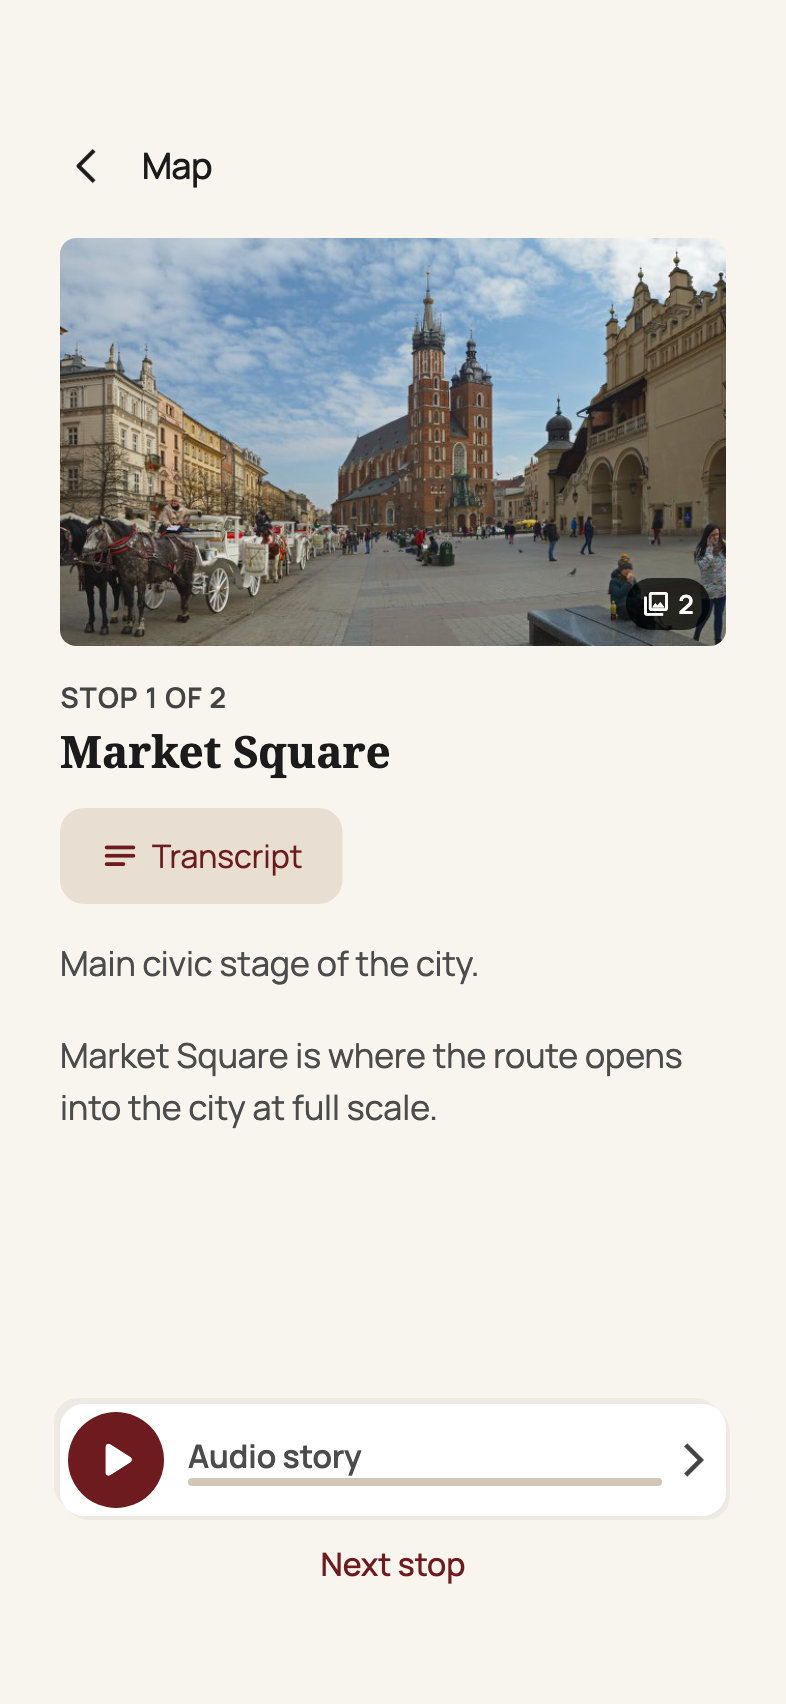 Map
2
STOP 1 OF 2
Market Square
Transcript
Main civic stage of the city.
Market Square is where the route opens
into the city at full scale.
Audio story
Next stop